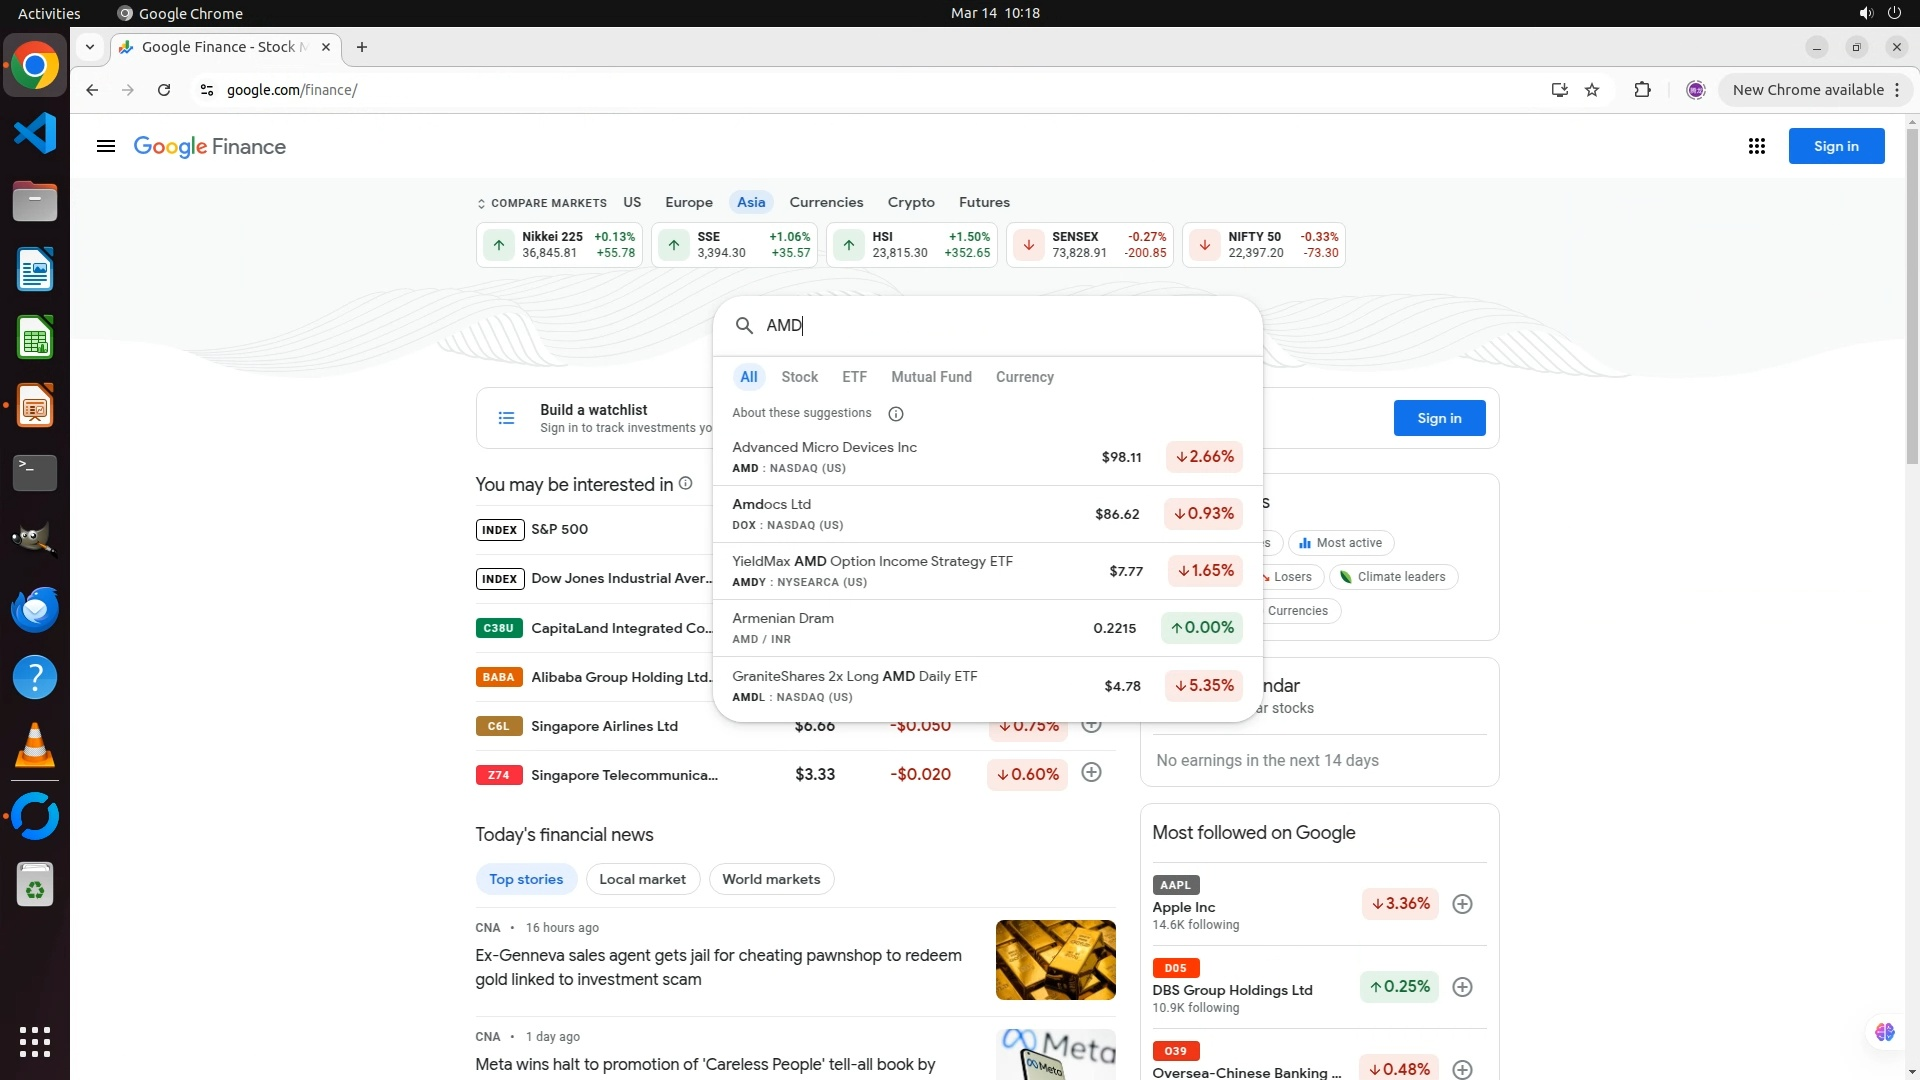 Activities
Google Chrome
Mar 14 10:18
Google Finance - Stock M
google.com/finance/
New Chrome available
Google Finance
Sign in
COMPARE MARKETS US Europe Asia Currencies Crypto Futures
Nikkei 225 +0.13%
36,845.81 +55.78
SSE +1.06%
3,394.30 +35.57
HSI +1.50%
23,815.30 +352.65
SENSEX -0.27%
73,828.91 -200.85
NIFTY 50 -0.33%
22,397.20 -73.30
AMD
All Stock ETF Mutual Fund Currency
About these suggestions
Advanced Micro Devices Inc
AMD : NASDAQ (US)
$98.11 2.66%
Amdocs Ltd
DOX : NASDAQ (US)
$86.62 0.93%
YieldMax AMD Option Income Strategy ETF
AMDY : NYSEARCA (US)
$7.77 1.65%
Armenian Dram
AMD / INR
0.2215 0.00%
GraniteShares 2x Long AMD Daily ETF
AMDL : NASDAQ (US)
$4.78 5.35%
Build a watchlist
Sign in to track investments yo
Sign in
You may be interested in
INDEX S&P 500
INDEX Dow Jones Industrial Aver...
C38U CapitaLand Integrated Co...
BABA Alibaba Group Holding Ltd...
C6L Singapore Airlines Ltd $6.66 -$0.050 0.75%
Z74 Singapore Telecommunica... $3.33 -$0.020 0.60%
s
es
Most active
Losers
Climate leaders
Currencies
ndar
ar stocks
No earnings in the next 14 days
Today's financial news
Top stories Local market World markets
CNA • 16 hours ago
Ex-Genneva sales agent gets jail for cheating pawnshop to redeem
gold linked to investment scam
CNA • 1 day ago
Meta wins halt to promotion of 'Careless People' tell-all book by
Meta
Meta
Most followed on Google
AAPL
Apple Inc
14.6K following
3.36%
D05
DBS Group Holdings Ltd
10.9K following
0.25%
O39
Oversea-Chinese Banking ...
0.48%